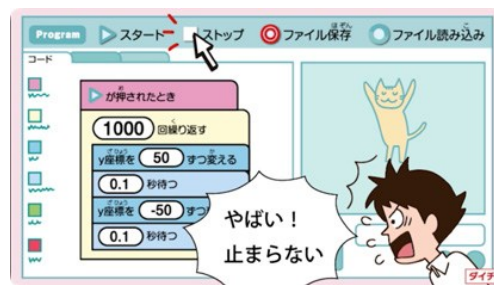 Program スタート ストップ ファイル保存 ファイル読み込み
コード
が押されたとき
1000 回繰り返す
y座標を 50 ずつ変える
0.1 秒待つ
y座標を -50 ずつ
0.1 秒待つ
やばい！
止まらない
ダイチ